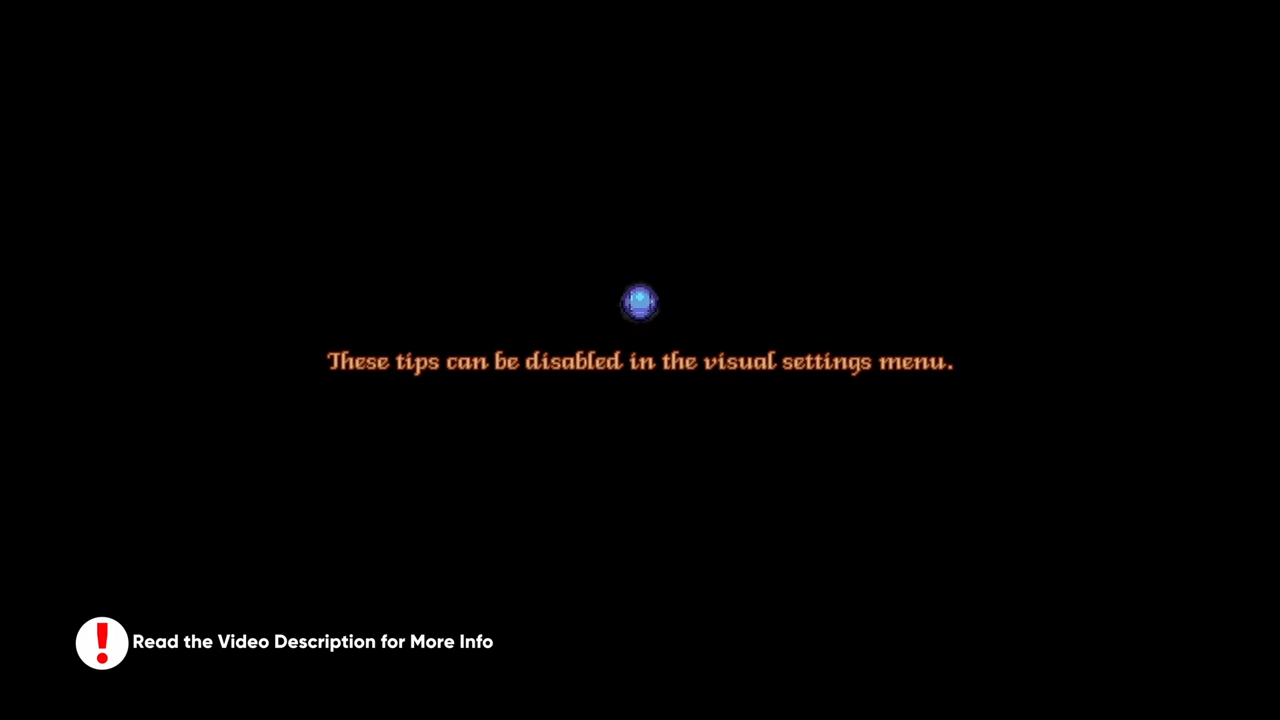 These tips can be disabled in the visual settings menu.
Read the Video Description for More Info